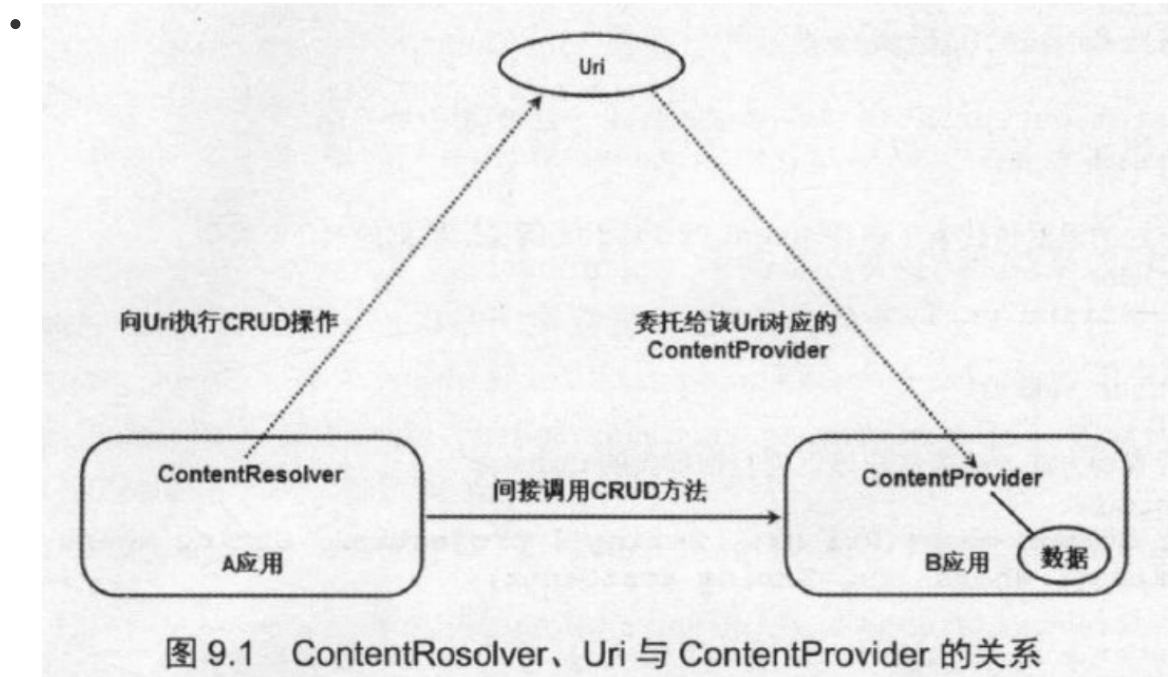 Uri
向Uri执行CRUD操作
委托给该Uri对应的
ContentProvider
ContentResolver
A应用
间接调用CRUD方法
ContentProvider
B应用
数据
图 9.1 ContentRosolver、Uri 与 ContentProvider 的关系